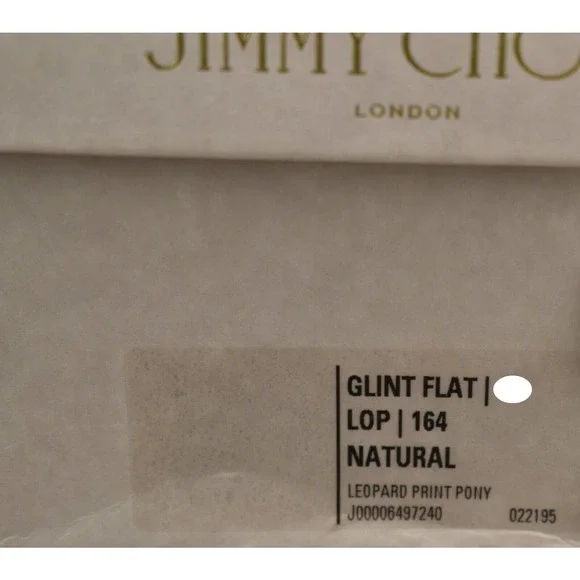 JIMMY CHO
LONDON
GLINT FLAT |
LOP | 164
NATURAL
LEOPARD PRINT PONY
J00006497240 022195